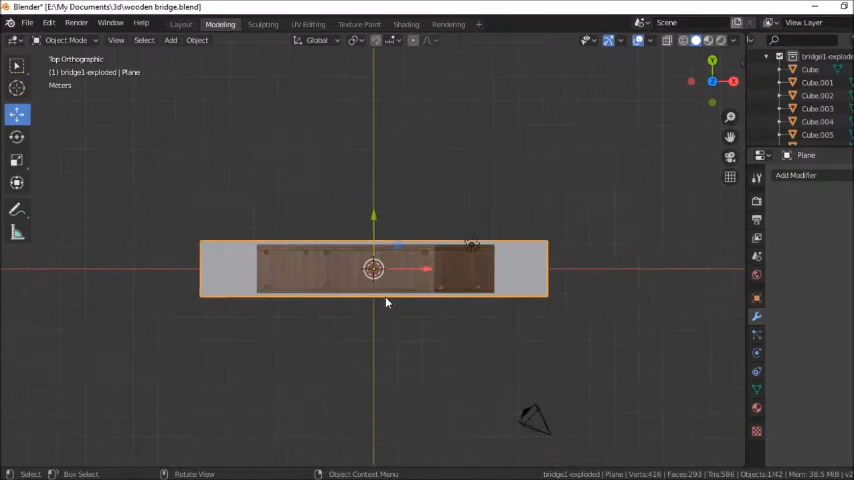 Blender* [E:\My Documents\3d\wooden bridge.blend]
File Edit Render Window Help Layout Modeling Sculpting UV Editing Texture Paint Shading Rendering + Scene View Layer
Object Mode View Select Add Object Global
Top Orthographic
(1) bridge1-exploded | Plane
Meters
Y
Z
X
bridge1-explode
Cube
Cube.001
Cube.002
Cube.003
Cube.004
Cube.005
Plane
Add Modifier
Select Box Select Rotate View Object Context Menu bridge1-exploded | Plane | Verts:416 | Faces:293 | Tris:586 | Objects:1/42 | Mem: 38.5 MiB | v2